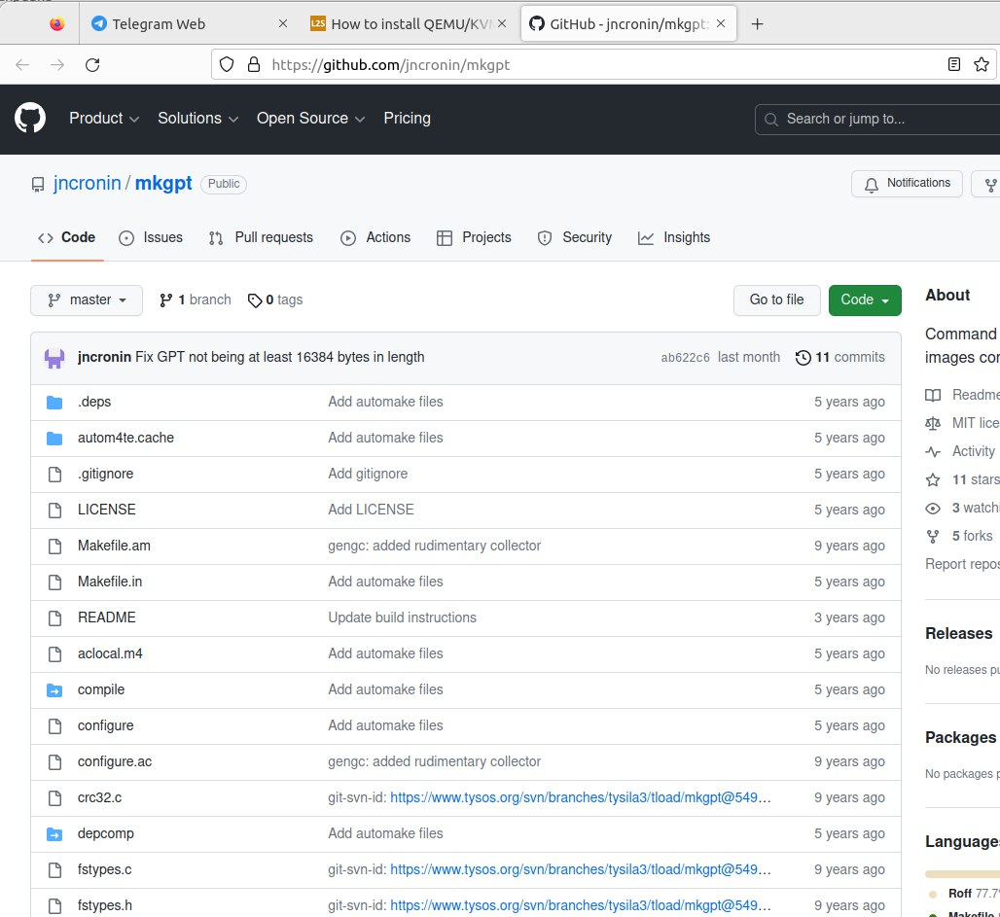 Telegram Web
How to install QEMU/KVM
GitHub - jncronin/mkgpt:
https://github.com/jncronin/mkgpt
Product Solutions Open Source Pricing
Search or jump to...
jncronin / mkgpt Public
Notifications
Code Issues Pull requests Actions Projects Security Insights
master 1 branch 0 tags Go to file Code
jncronin Fix GPT not being at least 16384 bytes in length ab622c6 last month 11 commits
.deps Add automake files 5 years ago
autom4te.cache Add automake files 5 years ago
.gitignore Add gitignore 5 years ago
LICENSE Add LICENSE 5 years ago
Makefile.am gengc: added rudimentary collector 9 years ago
Makefile.in Add automake files 5 years ago
README Update build instructions 3 years ago
aclocal.m4 Add automake files 5 years ago
compile Add automake files 5 years ago
configure Add automake files 5 years ago
configure.ac gengc: added rudimentary collector 9 years ago
crc32.c git-svn-id: https://www.tysos.org/svn/branches/tysila3/tload/mkgpt@549... 9 years ago
depcomp Add automake files 5 years ago
fstypes.c git-svn-id: https://www.tysos.org/svn/branches/tysila3/tload/mkgpt@549... 9 years ago
fstypes.h git-svn-id: https://www.tysos.org/svn/branches/tysila3/tload/mkgpt@549... 9 years ago
About
Command
images con
Readme
MIT lice
Activity
11 stars
3 watchi
5 forks
Report repos
Releases
No releases pu
Packages
No packages p
Languages
Roff 77.7%
Makefile